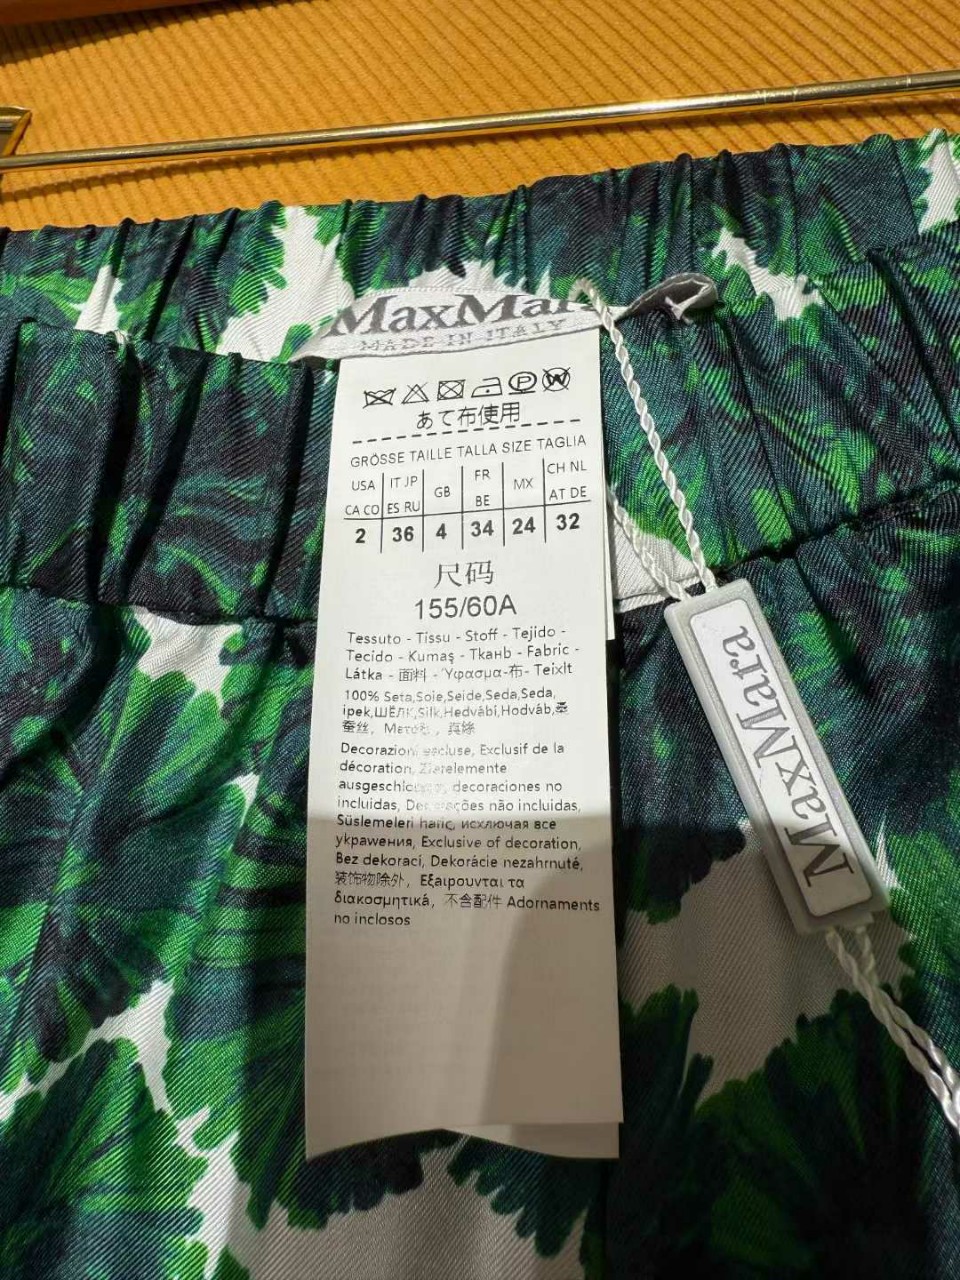 MaxMar
MADE IN ITALY
P W
あて布使用
GRÖSSE TAILLE TALLA SIZE TAGLIA
USA IT JP GB FR MX CH NL
CA CO ES RU BE AT DE
2 36 4 34 24 32
尺码
155/60A
Tessuto - Tissu - Stoff - Tejido -
Tecido - Kumaş - Ткань - Fabric -
Látka - 面料 - Ύφασμα-布- Teixlt
100% Seta,Soie,Seide,Seda,Seda,
ipek,ШЁЛК,Silk,Hedvábí,Hodváb,桑
蚕丝, 真絲
Decorazioni escluse, Exclusif de la
décoration, Zierelemente
decoraciones no
incluidas, Decorações não incluidas,
Süslemeleri hariç, исключая все
украшения, Exclusive of decoration,
Bez dekorací, Dekorácie nezahrnuté,
装饰物除外, Εξαιρουνται τα
διακοσμητικά, 不含配件 Adornaments
no inclosos
MaxMara